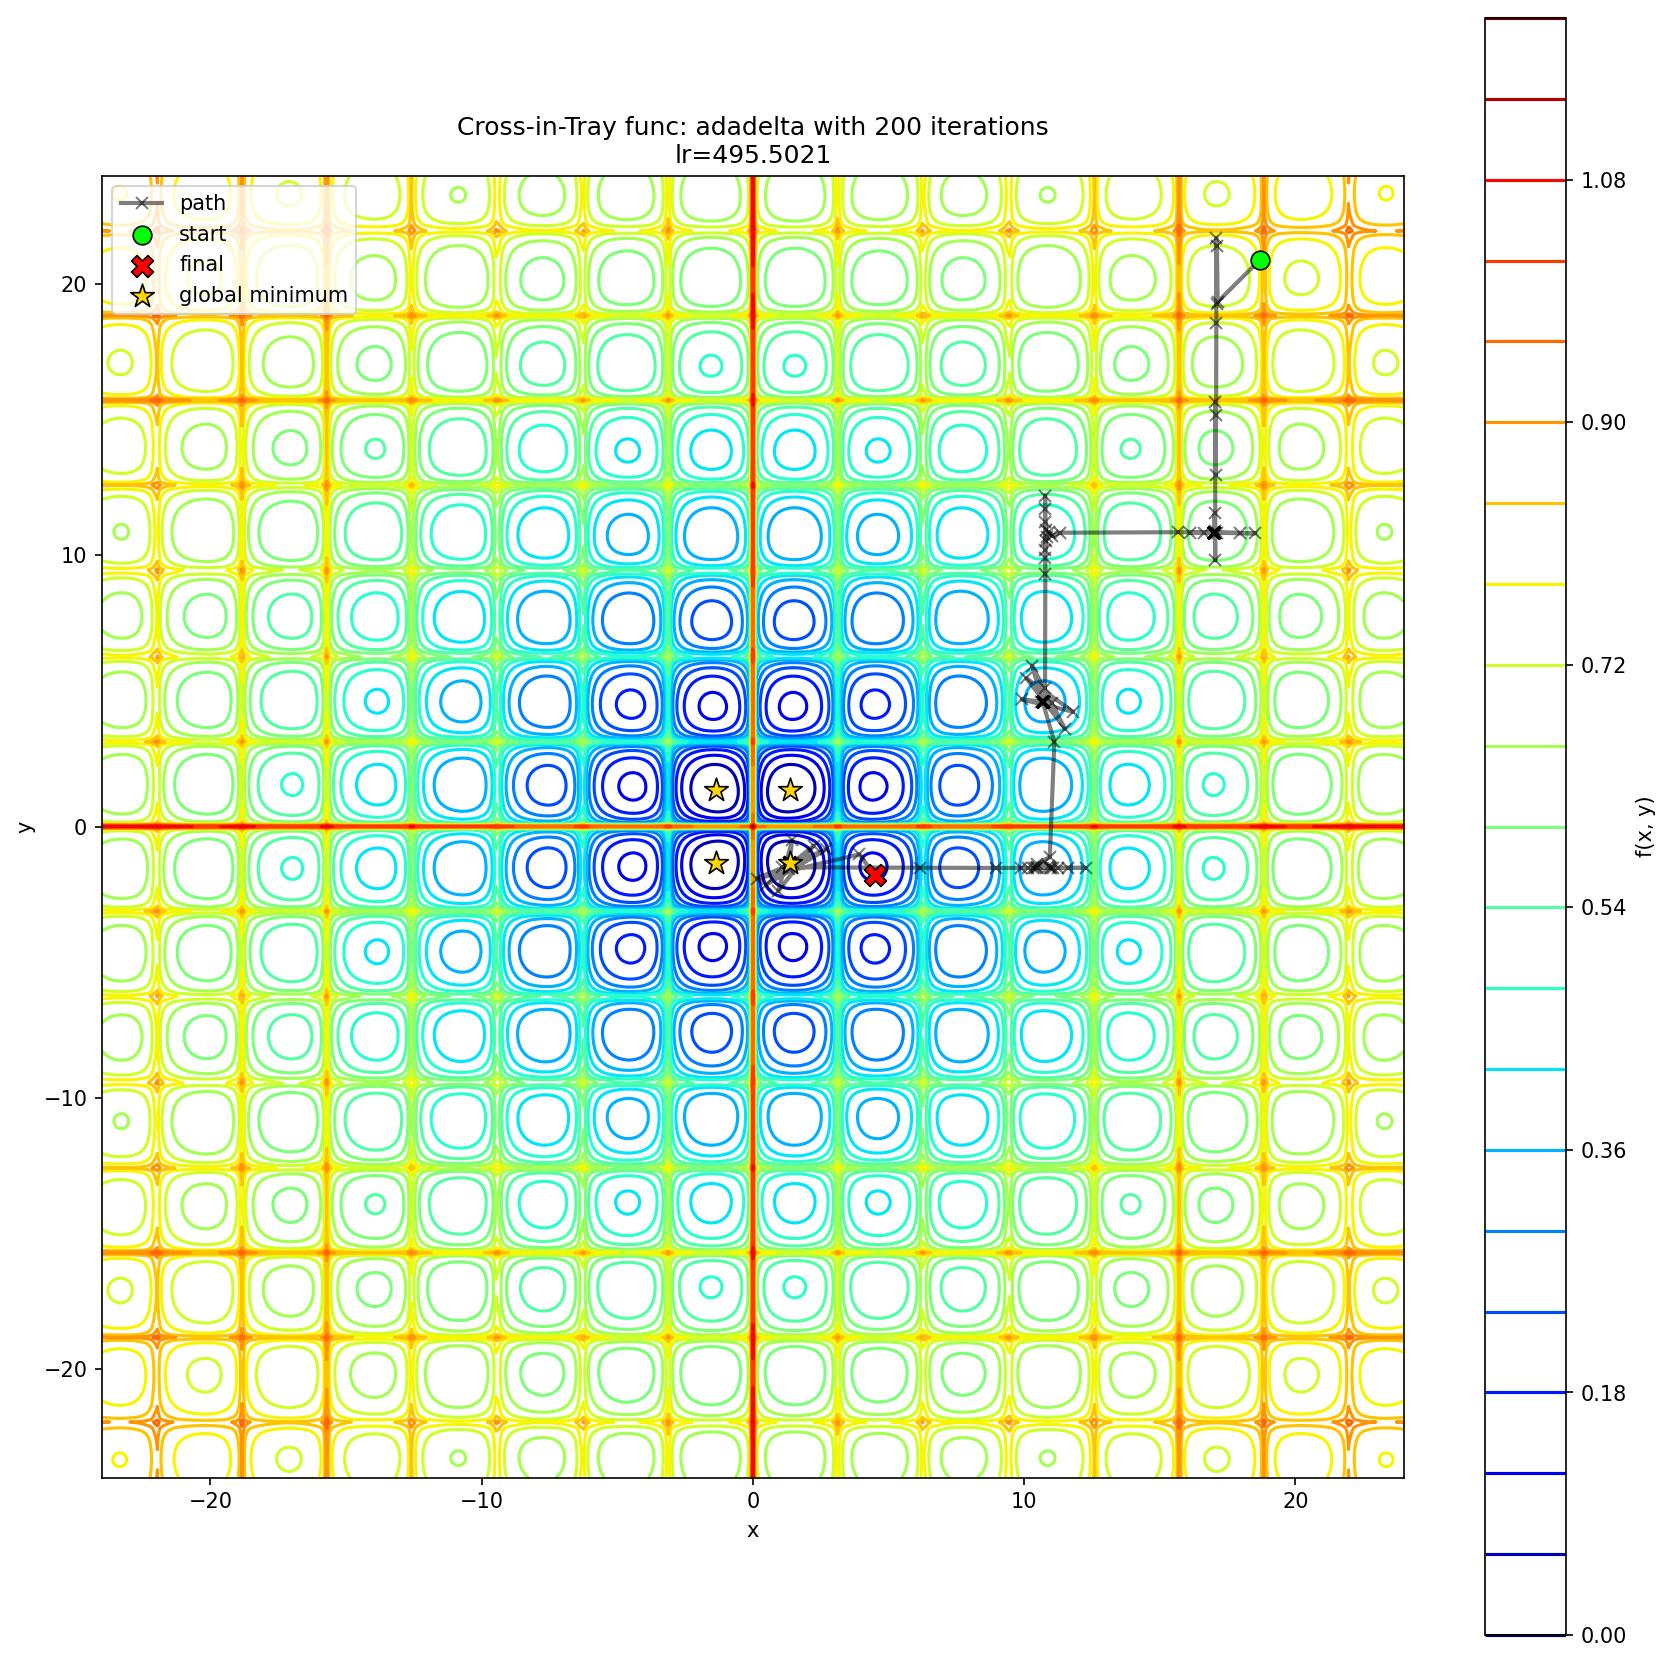 Cross-in-Tray func: adadelta with 200 iterations
lr=495.5021
path
start
final
global minimum
20
10
0
−10
−20
y
−20
−10
0
10
20
x
1.08
0.90
0.72
0.54
0.36
0.18
0.00
f(x, y)